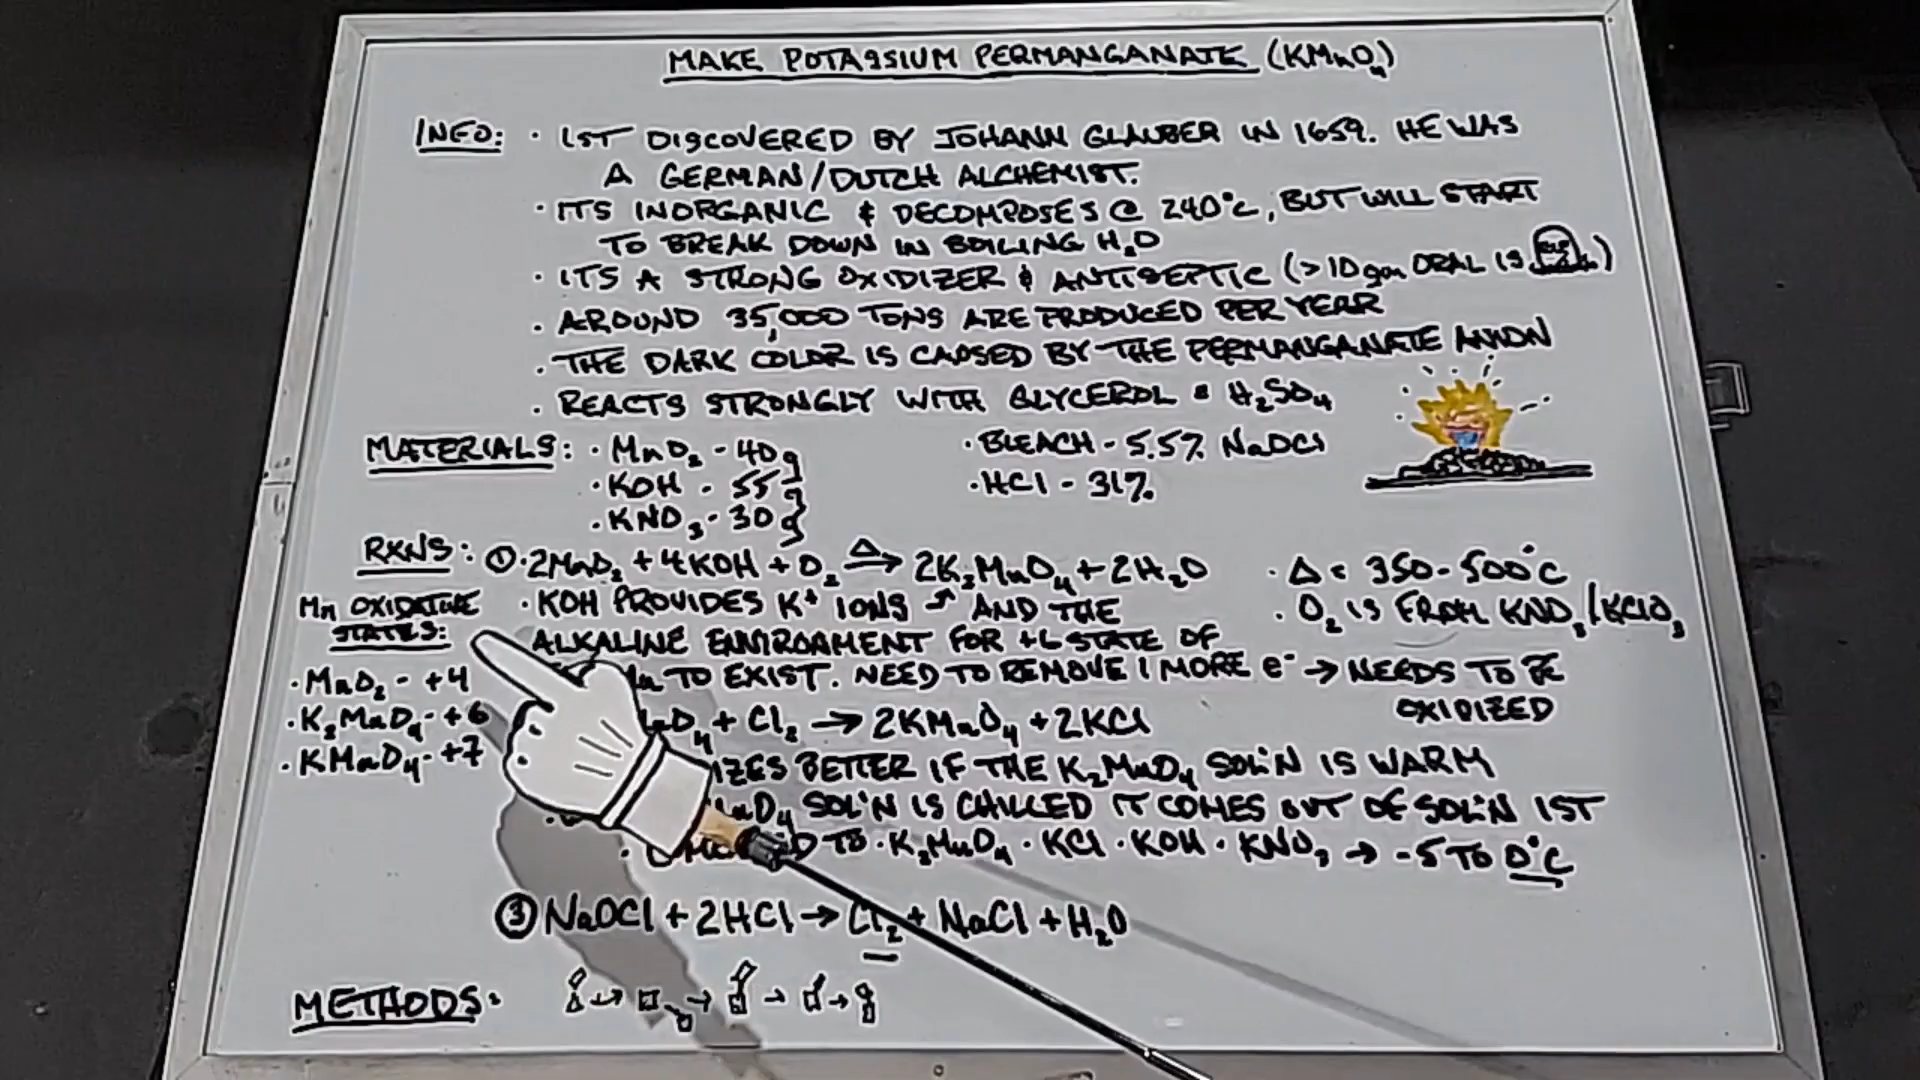 MAKE POTASSIUM PERMANGANATE (KMnO₄)
INFO: · 1ST DISCOVERED BY JOHANN GLAUBER IN 1659. HE WAS
A GERMAN/DUTCH ALCHEMIST.
· ITS INORGANIC & DECOMPOSES @ 240°C, BUT WILL START
TO BREAK DOWN IN BOILING H₂O
· ITS A STRONG OXIDIZER & ANTISEPTIC (>10gm ORAL IS )
· AROUND 35,000 TONS ARE PRODUCED PER YEAR
· THE DARK COLOR IS CAUSED BY THE PERMANGANATE ANION
· REACTS STRONGLY WITH GLYCEROL & H₂SO₄
MATERIALS: · MnO₂ - 40g
· KOH - 55g
· KNO₃ - 30g
· BLEACH - 5.5% NaOCl
· HCl - 31%
RXNS: ① · 2MnO₂ + 4KOH + O₂ Δ→ 2K₂MnO₄ + 2H₂O
· Δ = 350-500°C
· KOH PROVIDES K⁺ IONS ↗ AND THE
· O₂ IS FROM KNO₃/KClO₃
ALKALINE ENVIRONMENT FOR +6 STATE OF
Mn TO EXIST. NEED TO REMOVE 1 MORE e⁻ → NEEDS TO BE
OXIDIZED
Mn OXIDATIVE
STATES:
· MnO₂ - +4
· K₂MnO₄ - +6
· KMnO₄ - +7
O₄ + Cl₂ → 2KMnO₄ + 2KCl
IZES BETTER IF THE K₂MnO₄ SOL'N IS WARM
nO₄ SOL'N IS CHILLED IT COMES OUT OF SOL'N 1ST
D TO · K₂MnO₄ · KCl · KOH · KNO₃ → -5 TO 0°C
③ NaOCl + 2HCl → Cl₂ + NaCl + H₂O
METHODS: